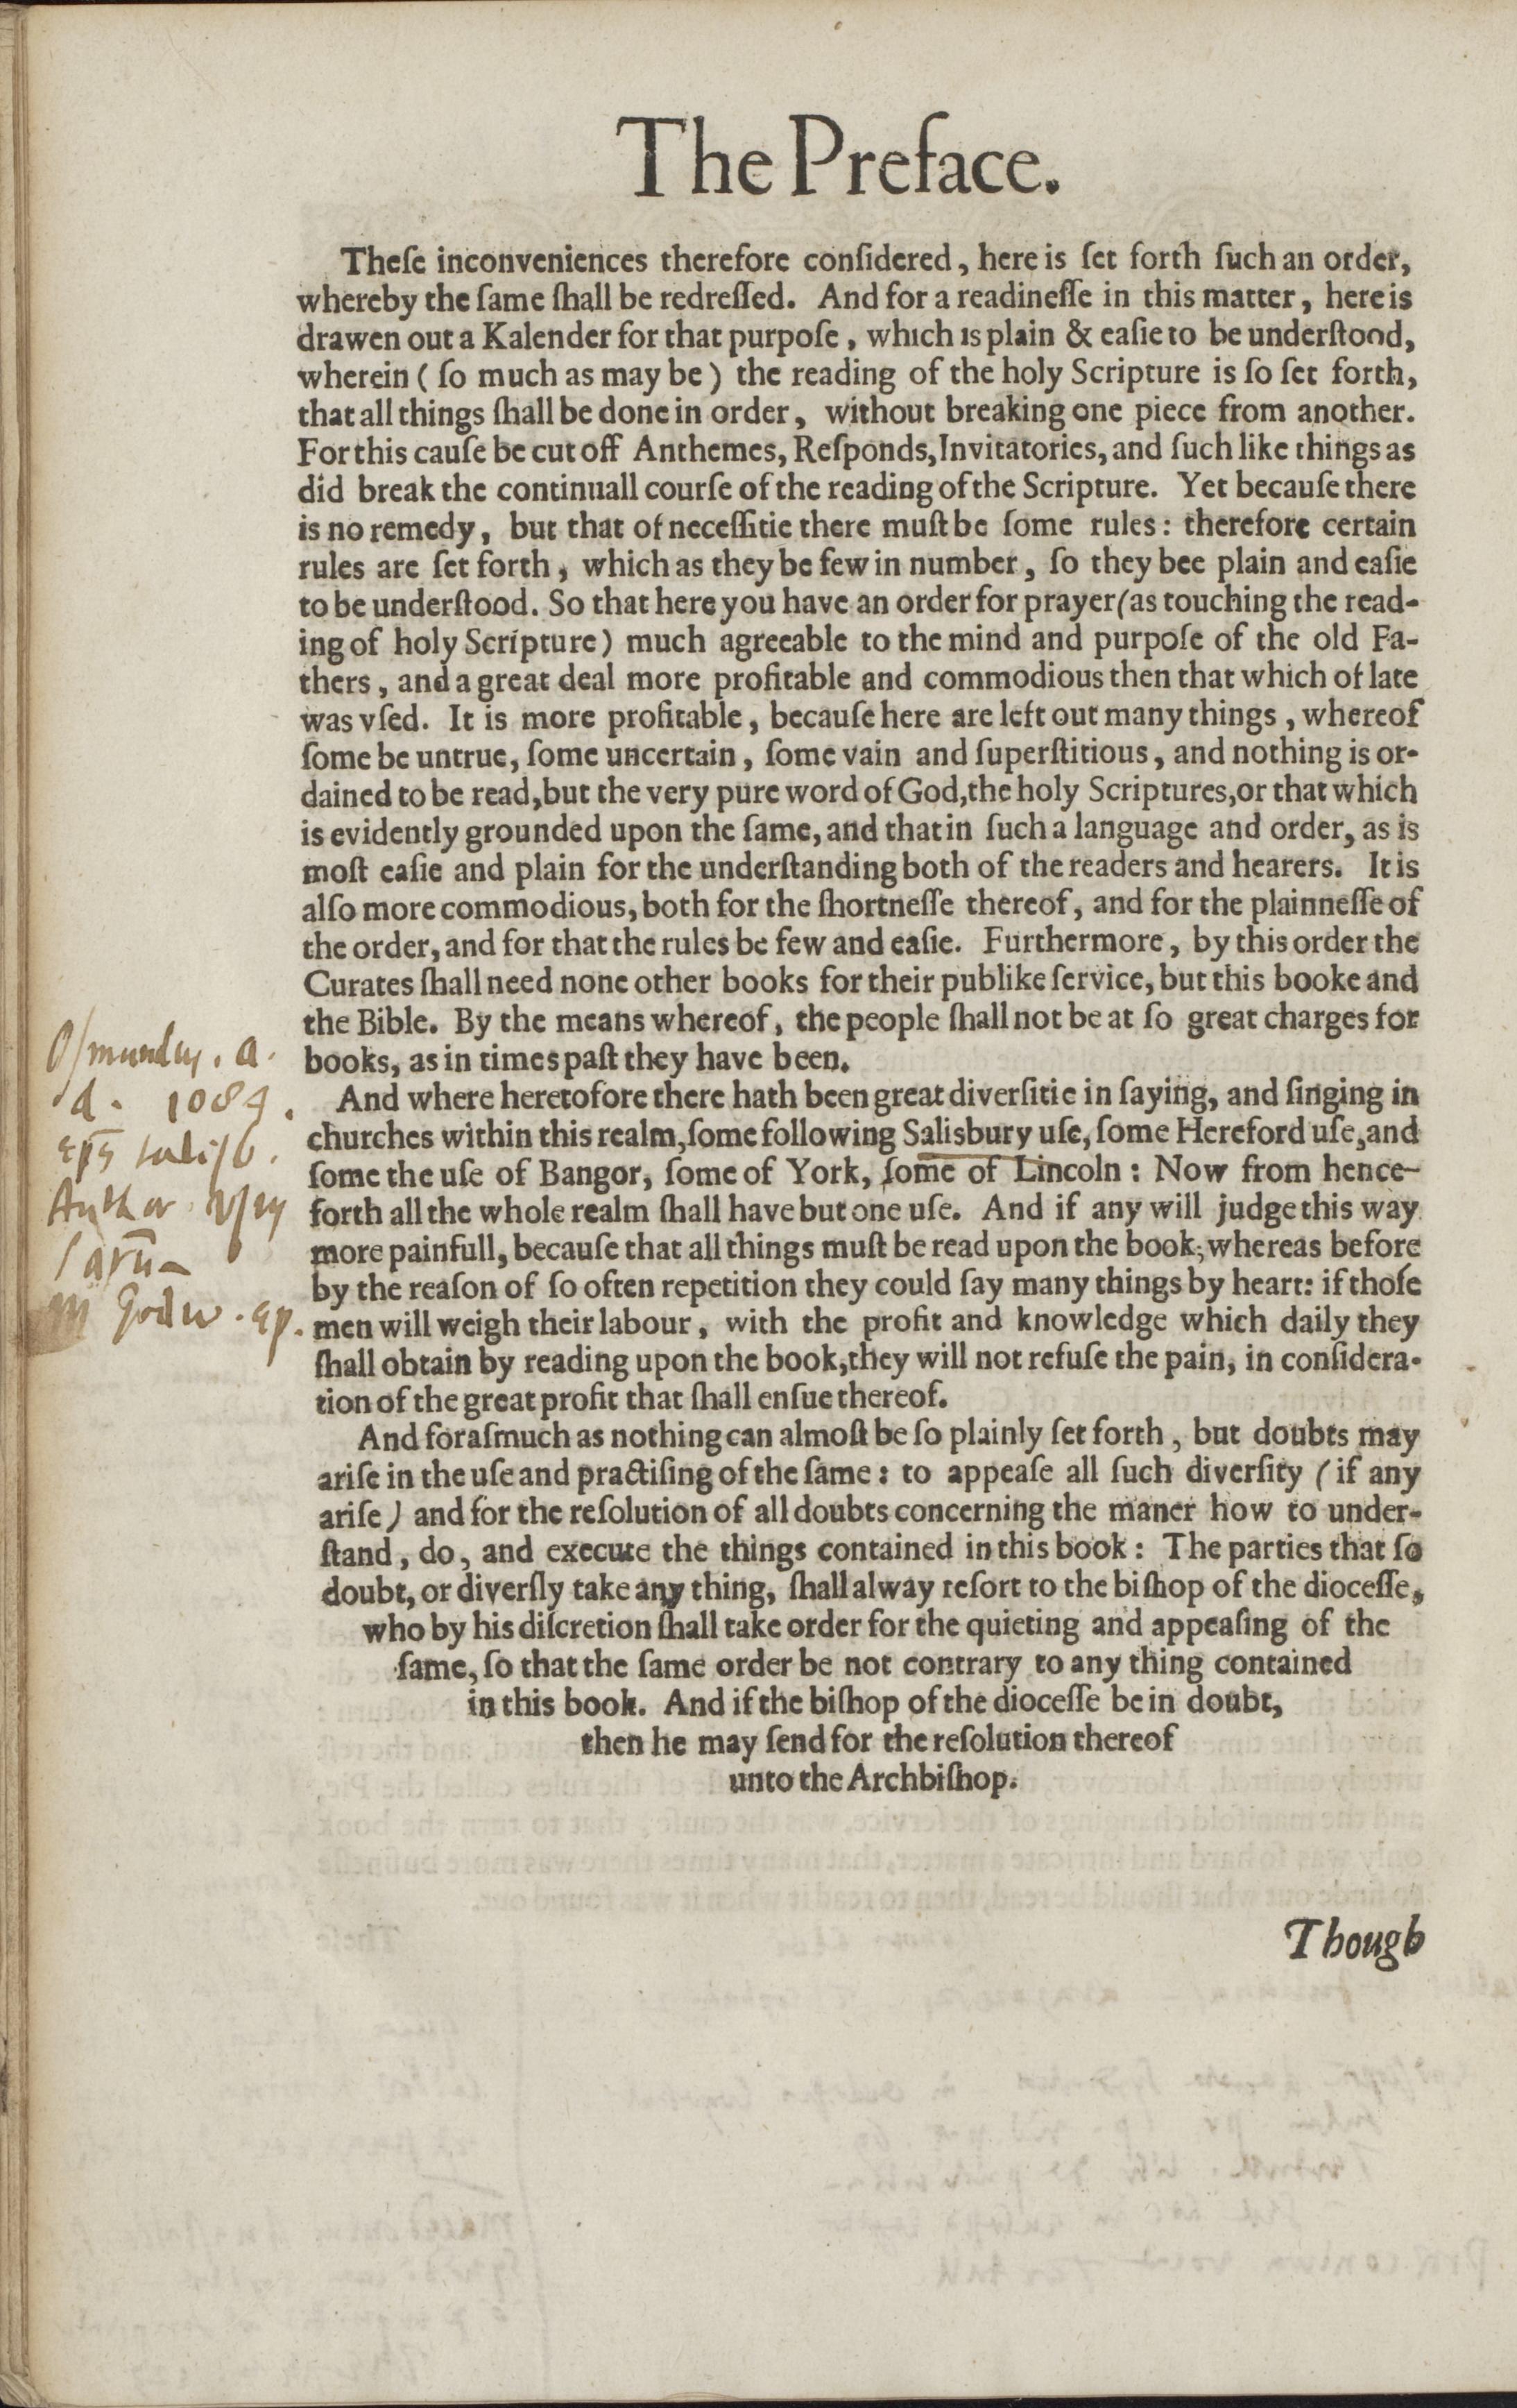 The Preface.
Theſe inconveniences therefore conſidered, here is ſet forth ſuch an order,
whereby the ſame ſhall be redreſſed. And for a readineſſe in this matter, here is
drawen out a Kalender for that purpoſe, which is plain & eaſie to be underſtood,
wherein (ſo much as may be) the reading of the holy Scripture is ſo ſet forth,
that all things ſhall be done in order, without breaking one piece from another.
For this cauſe be cut off Anthemes, Reſponds, Invitatories, and ſuch like things as
did break the continuall courſe of the reading of the Scripture. Yet becauſe there
is no remedy, but that of neceſſitie there muſt be ſome rules: therefore certain
rules are ſet forth, which as they be few in number, ſo they bee plain and eaſie
to be underſtood. So that here you have an order for prayer (as touching the read-
ing of holy Scripture) much agreeable to the mind and purpoſe of the old Fa-
thers, and a great deal more profitable and commodious then that which of late
was vſed. It is more profitable, becauſe here are left out many things, whereof
ſome be untrue, ſome uncertain, ſome vain and ſuperſtitious, and nothing is or-
dained to be read, but the very pure word of God, the holy Scriptures, or that which
is evidently grounded upon the ſame, and that in ſuch a language and order, as is
moſt eaſie and plain for the underſtanding both of the readers and hearers. It is
alſo more commodious, both for the ſhortneſſe thereof, and for the plainneſſe of
the order, and for that the rules be few and eaſie. Furthermore, by this order the
Curates ſhall need none other books for their publike ſervice, but this booke and
the Bible. By the means whereof, the people ſhall not be at ſo great charges for
books, as in times paſt they have been.
And where heretofore there hath been great diverſitie in ſaying, and ſinging in
churches within this realm, ſome following Salisbury uſe, ſome Hereford uſe, and
ſome the uſe of Bangor, ſome of York, ſome of Lincoln: Now from hence-
forth all the whole realm ſhall have but one uſe. And if any will judge this way
more painfull, becauſe that all things muſt be read upon the book, whereas before
by the reaſon of ſo often repetition they could ſay many things by heart: if thoſe
men will weigh their labour, with the profit and knowledge which daily they
ſhall obtain by reading upon the book, they will not refuſe the pain, in conſidera-
tion of the great profit that ſhall enſue thereof.
And foraſmuch as nothing can almoſt be ſo plainly ſet forth, but doubts may
ariſe in the uſe and practiſing of the ſame: to appeaſe all ſuch diverſity (if any
ariſe) and for the reſolution of all doubts concerning the maner how to under-
ſtand, do, and execute the things contained in this book: The parties that ſo
doubt, or diverſly take any thing, ſhall alway reſort to the biſhop of the dioceſſe,
who by his diſcretion ſhall take order for the quieting and appeaſing of the
ſame, ſo that the ſame order be not contrary to any thing contained
in this book. And if the biſhop of the dioceſſe be in doubt,
then he may ſend for the reſolution thereof
unto the Archbiſhop.
Though
a.
d.
Author
Godw. ep.